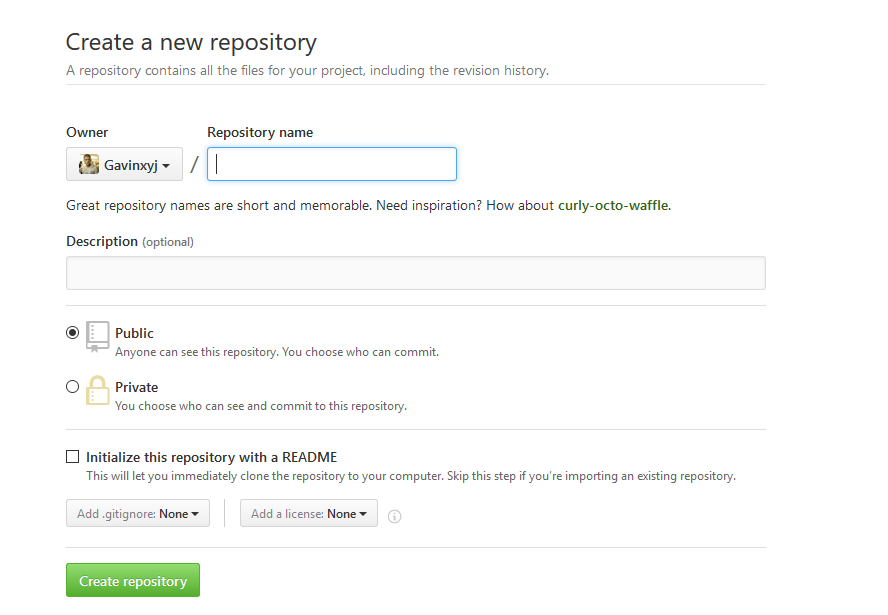 Create a new repository
A repository contains all the files for your project, including the revision history.
Owner
Repository name
Gavinxyj
/
Great repository names are short and memorable. Need inspiration? How about curly-octo-waffle.
Description (optional)
Public
Anyone can see this repository. You choose who can commit.
Private
You choose who can see and commit to this repository.
Initialize this repository with a README
This will let you immediately clone the repository to your computer. Skip this step if you're importing an existing repository.
Add .gitignore: None
Add a license: None
Create repository